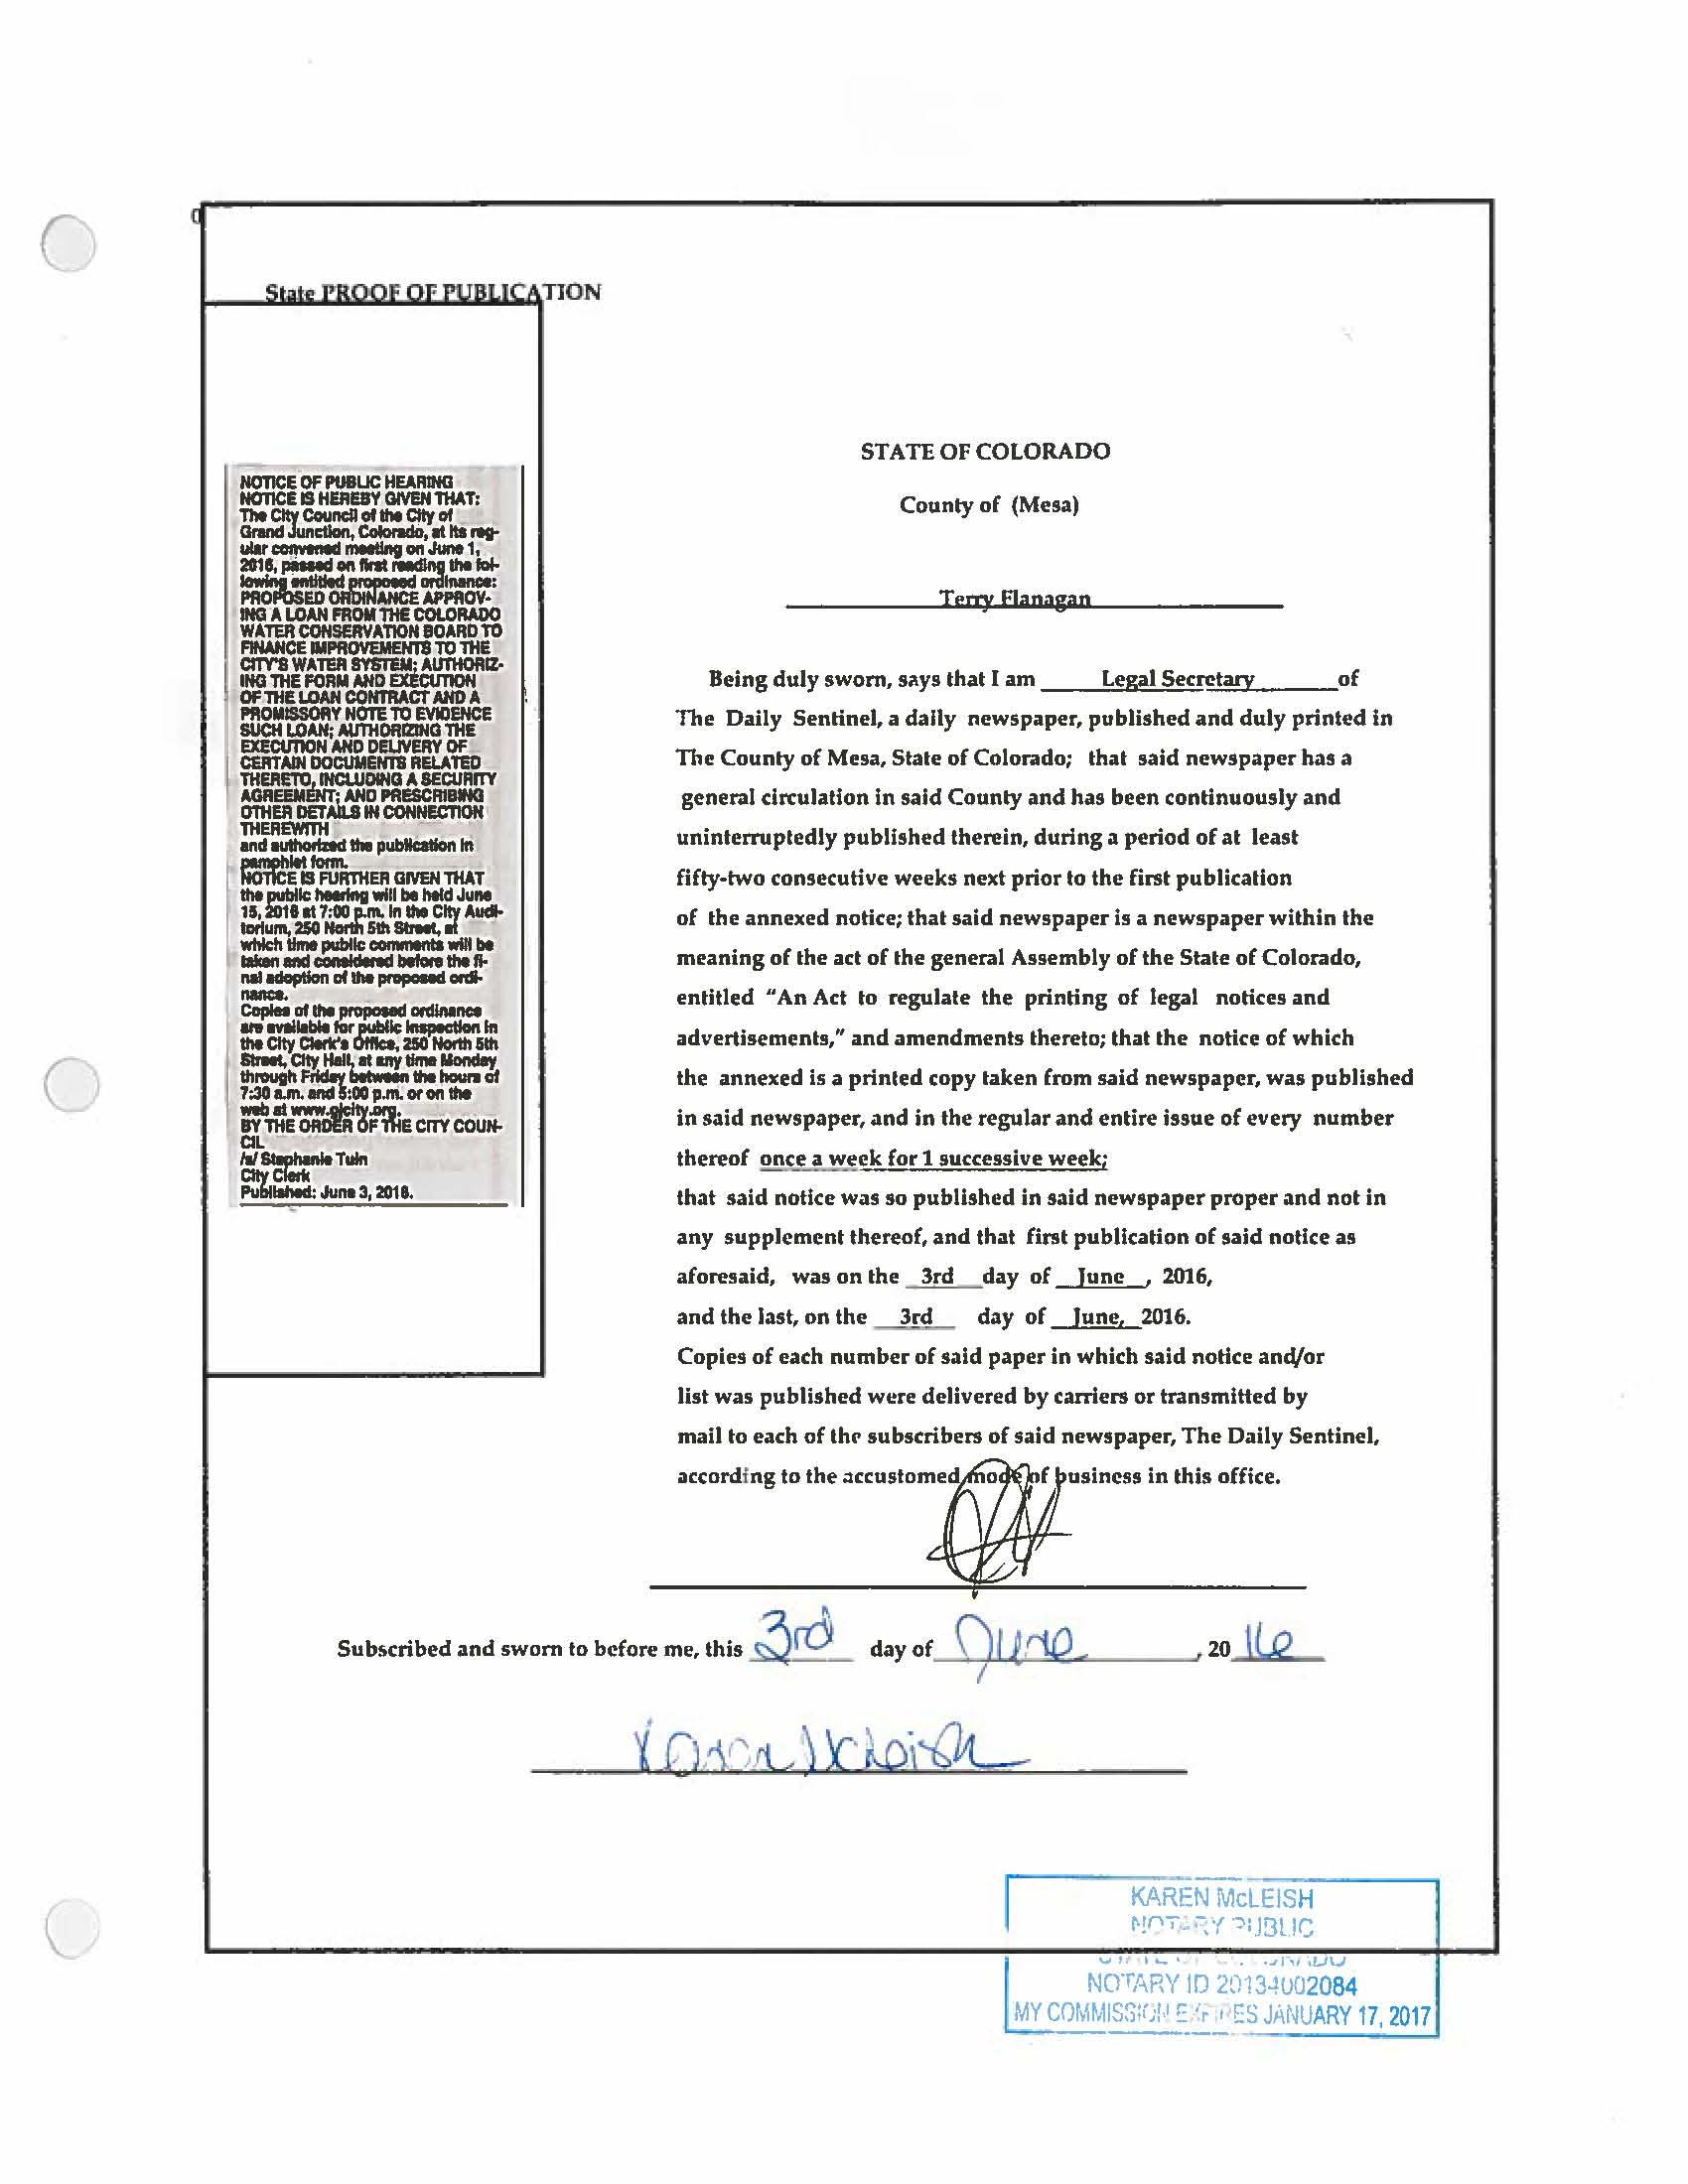 State PROOF OF PUBLICATION
NOTICE OF PUBLIC HEARING
NOTICE IS HEREBY GIVEN THAT:
The City Council of the City of
Grand Junction, Colorado, at its reg-
ular convened meeting on June 1,
2016, passed on first reading the fol-
lowing entitled proposed ordinance:
PROPOSED ORDINANCE APPROV-
ING A LOAN FROM THE COLORADO
WATER CONSERVATION BOARD TO
FINANCE IMPROVEMENTS TO THE
CITY'S WATER SYSTEM; AUTHORIZ-
ING THE FORM AND EXECUTION
OF THE LOAN CONTRACT AND A
PROMISSORY NOTE TO EVIDENCE
SUCH LOAN; AUTHORIZING THE
EXECUTION AND DELIVERY OF
CERTAIN DOCUMENTS RELATED
THERETO, INCLUDING A SECURITY
AGREEMENT; AND PRESCRIBING
OTHER DETAILS IN CONNECTION
THEREWITH
and authorized the publication in
pamphlet form.
NOTICE IS FURTHER GIVEN THAT
the public hearing will be held June
15, 2016 at 7:00 p.m. in the City Audi-
torium, 250 North 5th Street, at
which time public comments will be
taken and considered before the fi-
nal adoption of the proposed ordi-
nance.
Copies of the proposed ordinance
are available for public inspection in
the City Clerk's Office, 250 North 5th
Street, City Hall, at any time Monday
through Friday between the hours of
7:30 a.m. and 5:00 p.m. or on the
web at www.gjcity.org.
BY THE ORDER OF THE CITY COUN-
CIL
/s/ Stephanie Tuin
City Clerk
Published: June 3, 2016.
STATE OF COLORADO
County of (Mesa)
Terry Flanagan
Being duly sworn, says that I am Legal Secretary of
The Daily Sentinel, a daily newspaper, published and duly printed in
The County of Mesa, State of Colorado; that said newspaper has a
general circulation in said County and has been continuously and
uninterruptedly published therein, during a period of at least
fifty-two consecutive weeks next prior to the first publication
of the annexed notice; that said newspaper is a newspaper within the
meaning of the act of the general Assembly of the State of Colorado,
entitled "An Act to regulate the printing of legal notices and
advertisements," and amendments thereto; that the notice of which
the annexed is a printed copy taken from said newspaper, was published
in said newspaper, and in the regular and entire issue of every number
thereof once a week for 1 successive week;
that said notice was so published in said newspaper proper and not in
any supplement thereof, and that first publication of said notice as
aforesaid, was on the 3rd day of June, 2016,
and the last, on the 3rd day of June, 2016.
Copies of each number of said paper in which said notice and/or
list was published were delivered by carriers or transmitted by
mail to each of the subscribers of said newspaper, The Daily Sentinel,
according to the accustomed mode of business in this office.
Subscribed and sworn to before me, this 3rd day of June, 20 16
Karen McLeish
KAREN McLEISH
NOTARY PUBLIC
STATE OF COLORADO
NOTARY ID 20134002084
MY COMMISSION EXPIRES JANUARY 17, 2017